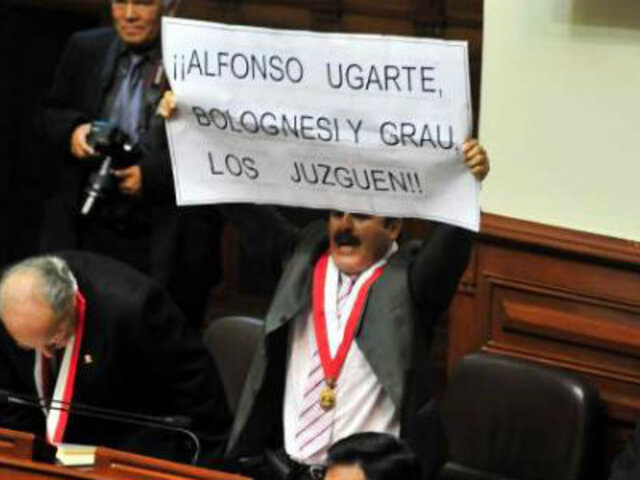 ¡¡ALFONSO UGARTE,
BOLOGNESI Y GRAU,
LOS JUZGUEN!!